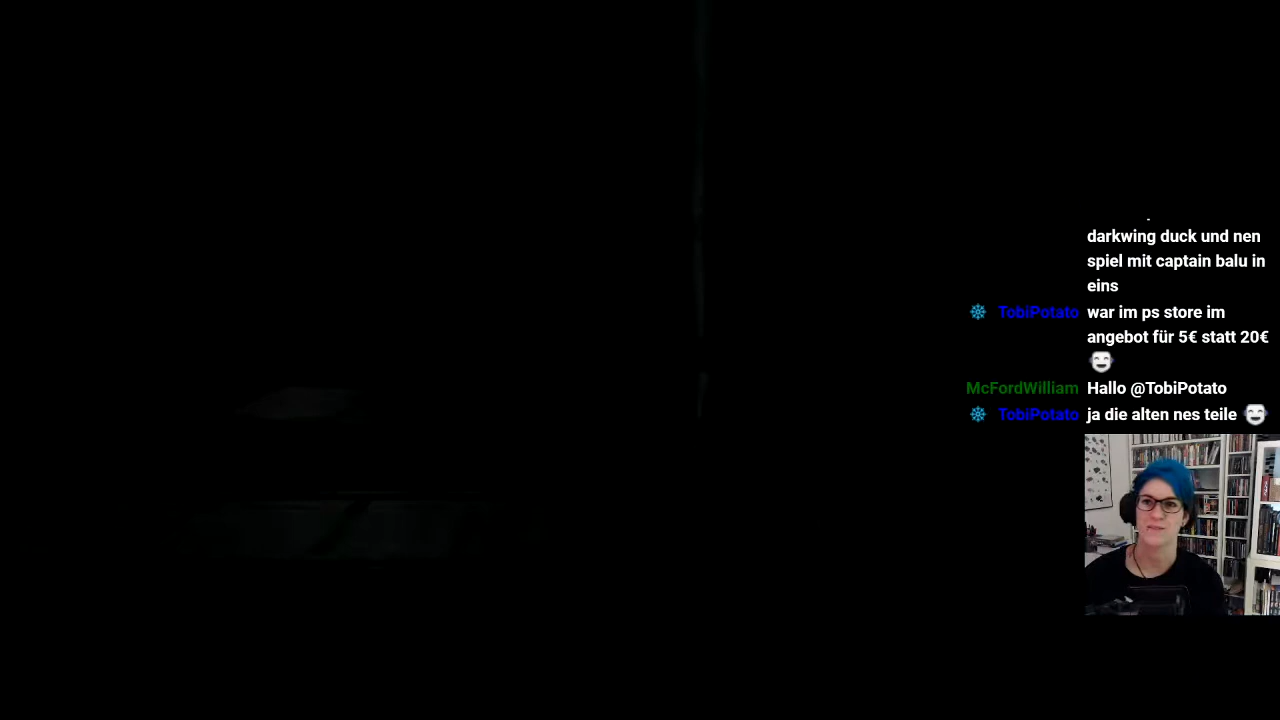 darkwing duck und nen
spiel mit captain balu in
eins
TobiPotato war im ps store im
angebot für 5€ statt 20€
McFordWilliam Hallo @TobiPotato
TobiPotato ja die alten nes teile